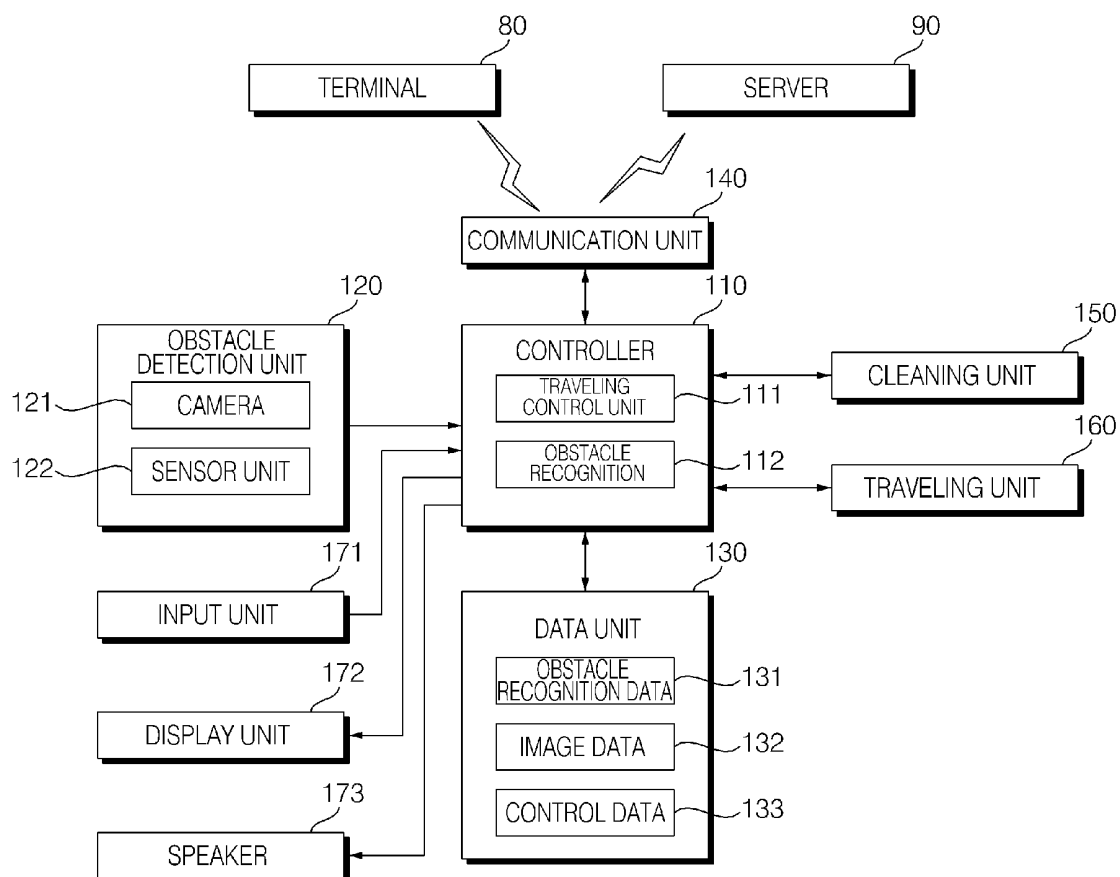 80
90
TERMINAL
SERVER
140
COMMUNICATION UNIT
120
110
150
OBSTACLE
DETECTION UNIT
CONTROLLER
CLEANING UNIT
121
CAMERA
TRAVELING
CONTROL UNIT
111
160
122
SENSOR UNIT
OBSTACLE
RECOGNITION
112
TRAVELING UNIT
171
130
INPUT UNIT
DATA UNIT
OBSTACLE
RECOGNITION DATA
131
172
DISPLAY UNIT
IMAGE DATA
132
173
CONTROL DATA
133
SPEAKER